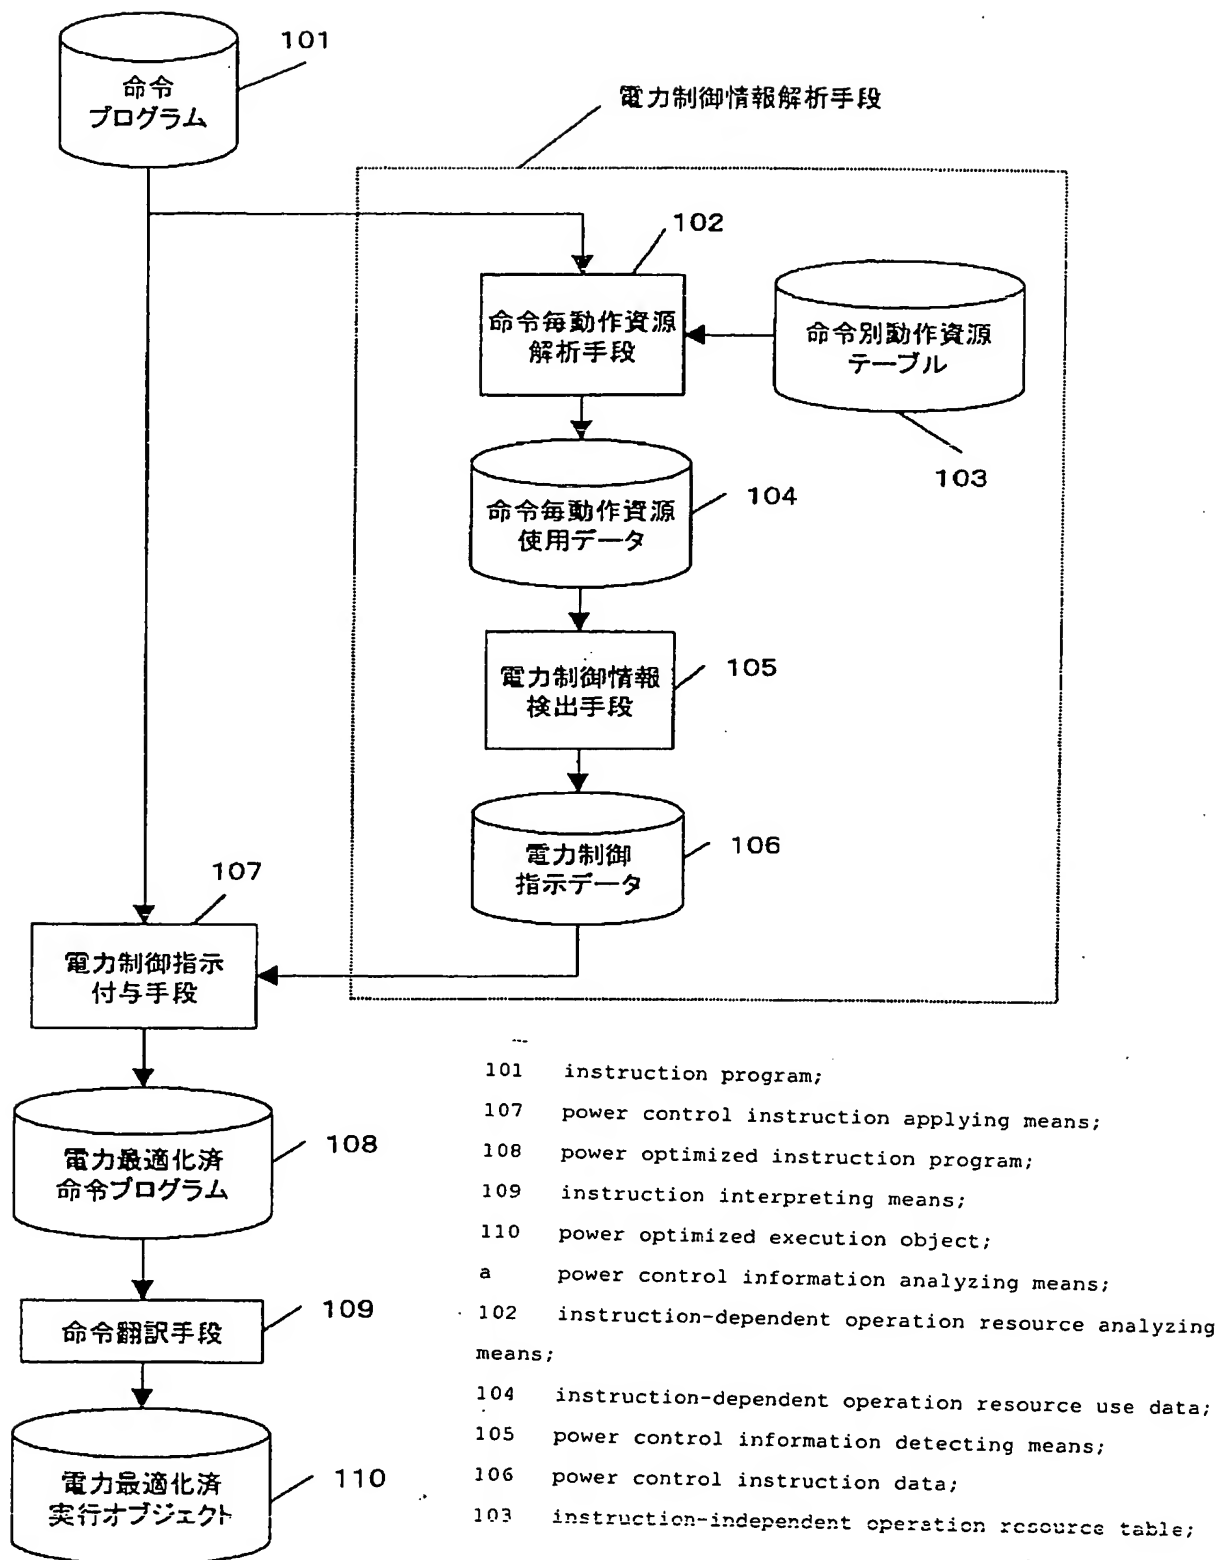 101
命令
プログラム
電力制御情報解析手段
102
命令毎動作資源
解析手段
命令別動作資源
テーブル
103
命令毎動作資源
使用データ
104
電力制御情報
検出手段
105
電力制御
指示データ
106
107
電力制御指示
付与手段
電力最適化済
命令プログラム
108
命令翻訳手段
109
電力最適化済
実行オブジェクト
110
101 instruction program;
107 power control instruction applying means;
108 power optimized instruction program;
109 instruction interpreting means;
110 power optimized execution object;
a power control information analyzing means;
102 instruction-dependent operation resource analyzing
means;
104 instruction-dependent operation resource use data;
105 power control information detecting means;
106 power control instruction data;
103 instruction-independent operation resource table;